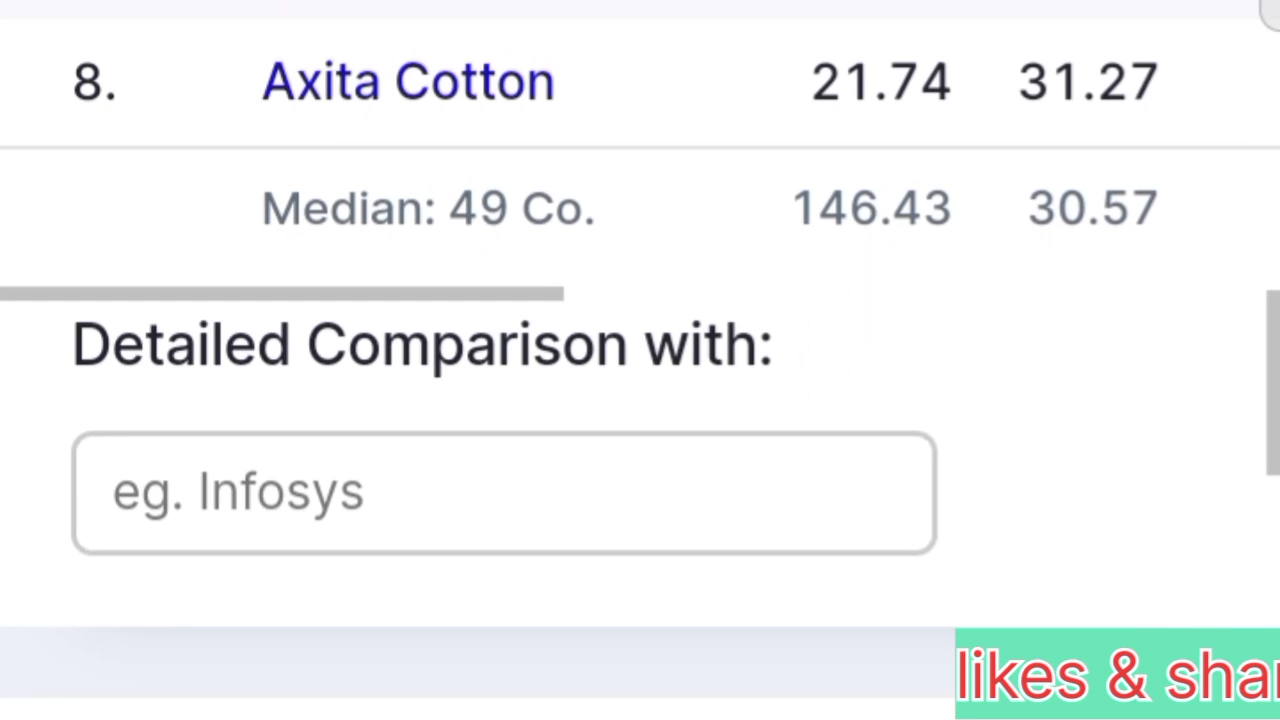 8. Axita Cotton 21.74 31.27
Median: 49 Co. 146.43 30.57
Detailed Comparison with:
eg. Infosys
likes & shar